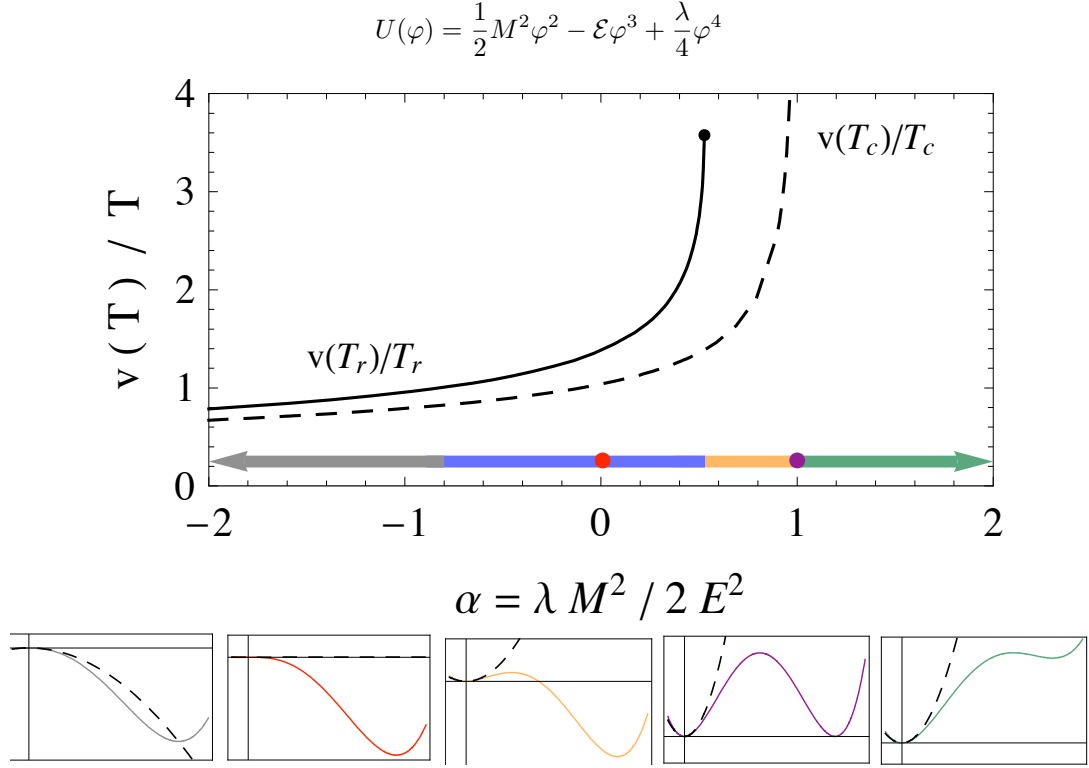 U(φ) = 1/2 M²φ² − ℰφ³ + λ/4 φ⁴
4
v(T_c)/T_c
3
v(T) / T
2
v(T_r)/T_r
1
0
−2 −1 0 1 2
α = λ M² / 2 E²